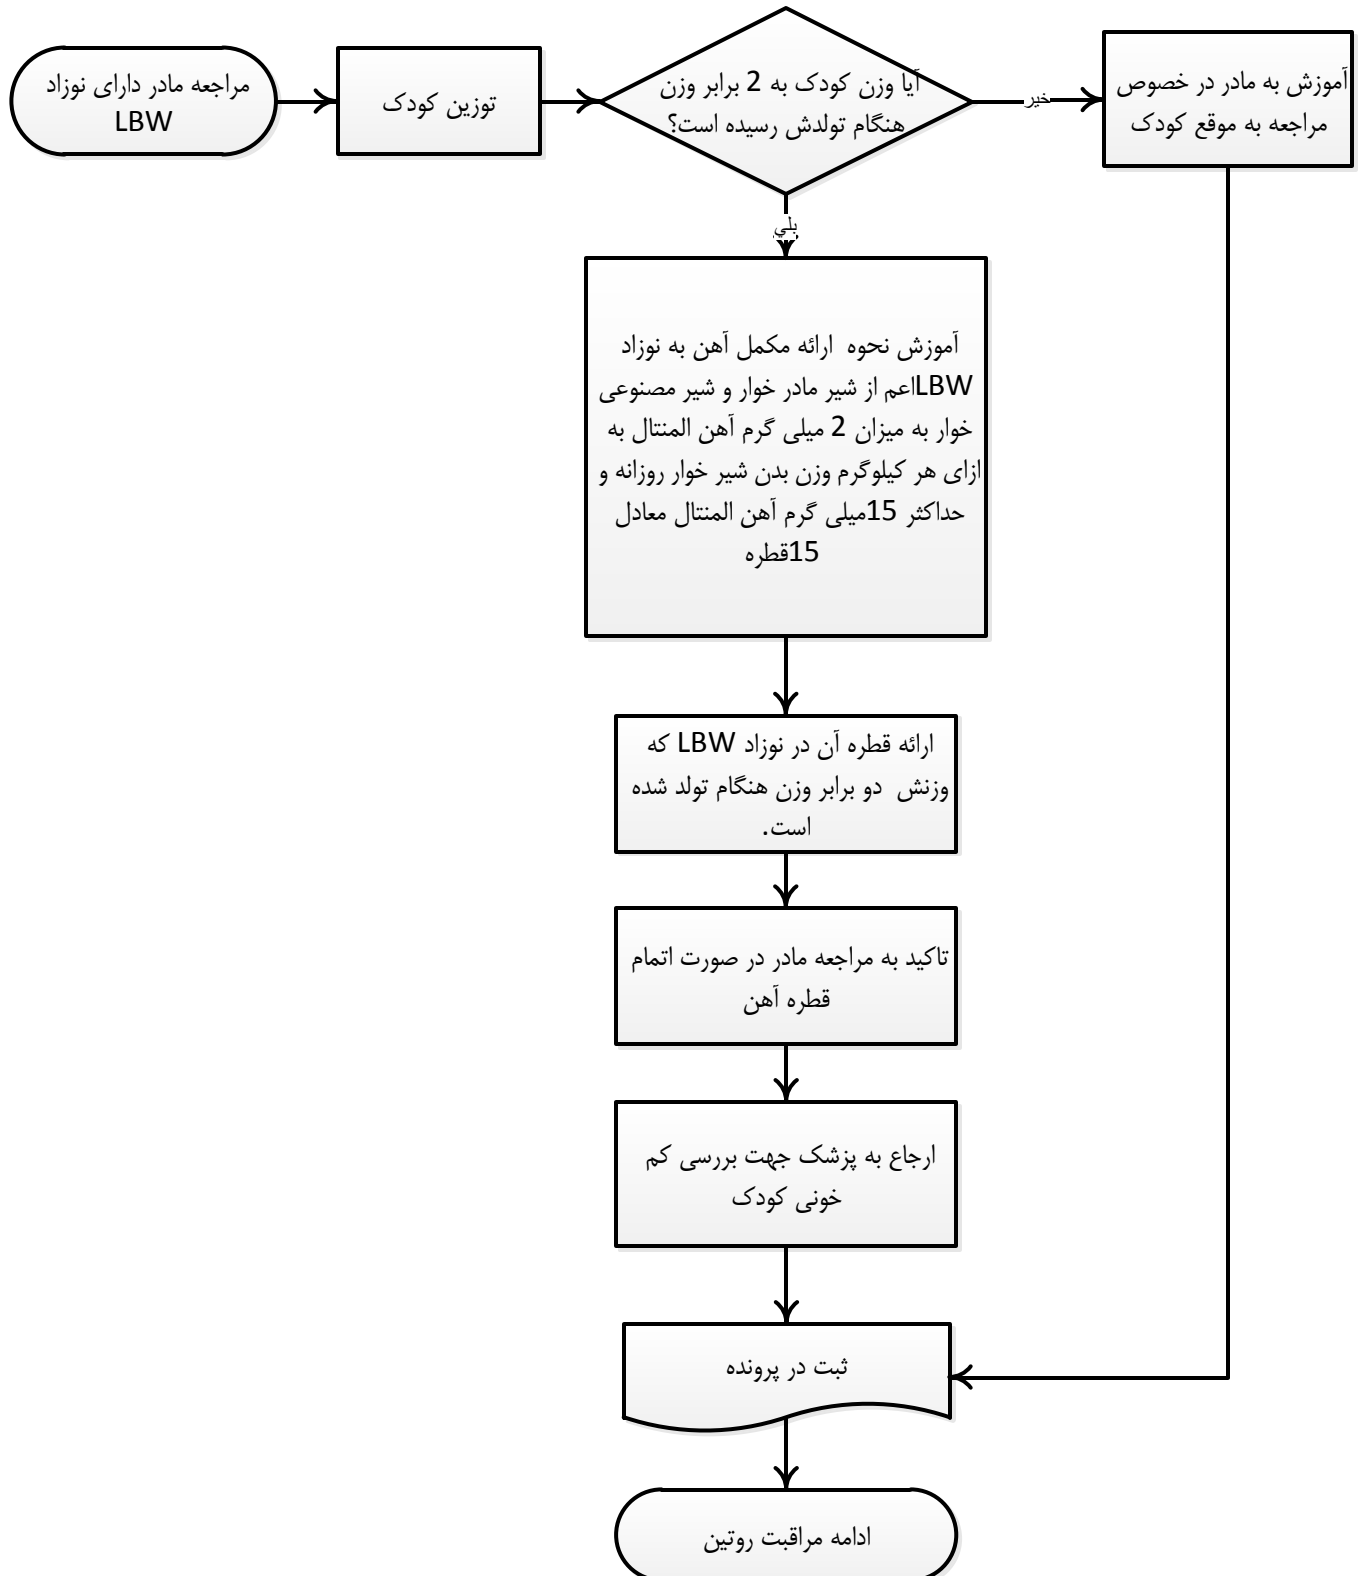 مراجعه مادر دارای نوزاد
LBW
توزین کودک
آیا وزن کودک به 2 برابر وزن
هنگام تولدش رسیده است؟
خیر
آموزش به مادر در خصوص
مراجعه به موقع کودک
بلي
آموزش نحوه ارائه مکمل آهن به نوزاد
LBWاعم از شیر مادر خوار و شیر مصنوعی
خوار به میزان 2 میلی گرم آهن المنتال به
ازای هر کیلوگرم وزن بدن شیر خوار روزانه و
حداکثر 15میلی گرم آهن المنتال معادل
15قطره
ارائه قطره آن در نوزاد LBW که
وزنش دو برابر وزن هنگام تولد شده
است.
تاکید به مراجعه مادر در صورت اتمام
قطره آهن
ارجاع به پزشک جهت بررسی کم
خونی کودک
ثبت در پرونده
ادامه مراقبت روتین